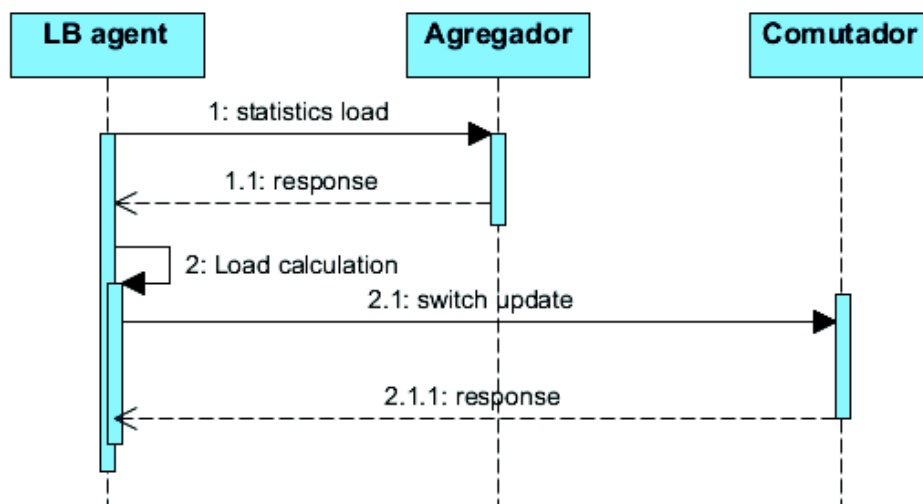 LB agent
Agregador
Comutador
1: statistics load
1.1: response
2: Load calculation
2.1: switch update
2.1.1: response